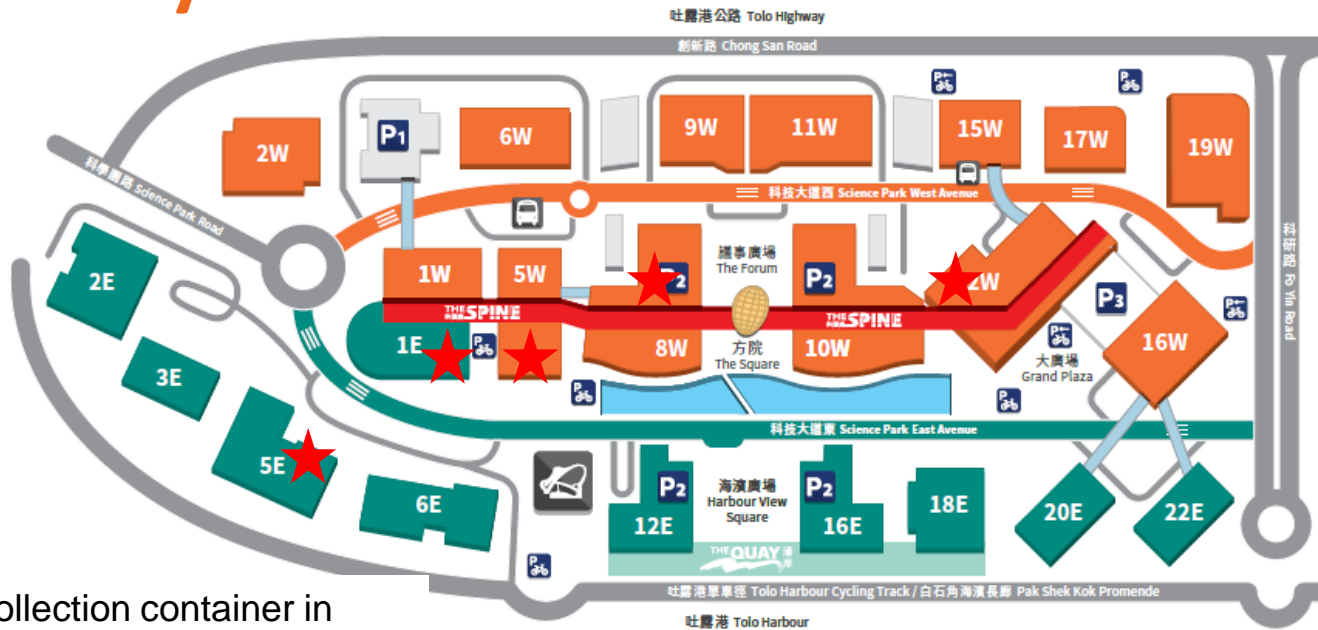 吐露港公路 Tolo Highway
創新路 Chong San Road
科學園路 Science Park Road
2W
P1
6W
9W
11W
15W
17W
19W
科技大道西 Science Park West Avenue
2E
1W
5W
P2
議事廣場
The Forum
P2
2W
P3
科研路 Fo Yin Road
THE SPINE
THE SPINE
1E
8W
方院
The Square
10W
大廣場
Grand Plaza
16W
3E
科技大道東 Science Park East Avenue
5E
6E
P2
海濱廣場
Harbour View
Square
P2
12E
16E
18E
20E
22E
THE QUAY 浦岸
吐露港單車徑 Tolo Harbour Cycling Track / 白石角海濱長廊 Pak Shek Kok Promende
吐露港 Tolo Harbour
ollection container in